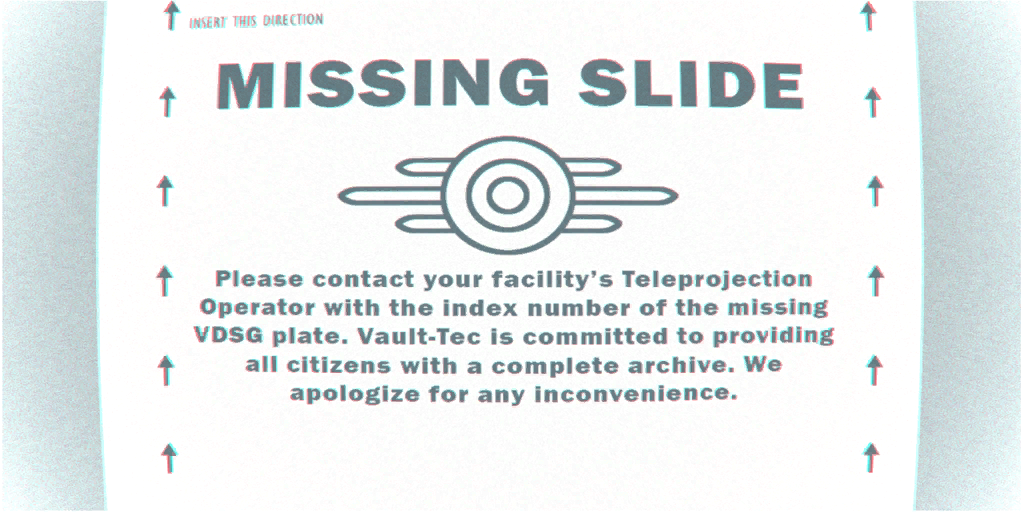 INSERT THIS DIRECTION
MISSING SLIDE
Please contact your facility's Teleprojection
Operator with the index number of the missing
VDSG plate. Vault-Tec is committed to providing
all citizens with a complete archive. We
apologize for any inconvenience.